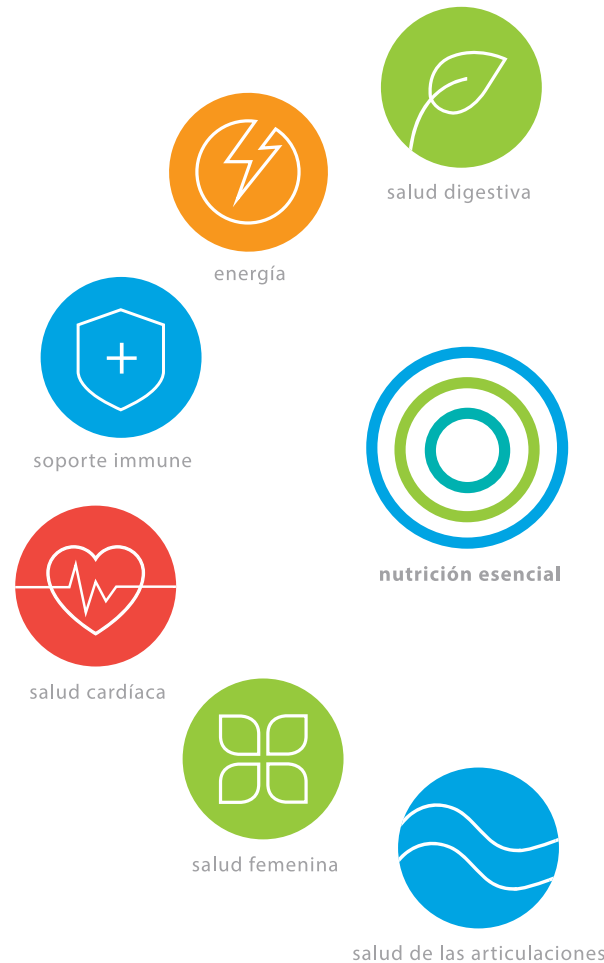 salud digestiva
energía
soporte immune
nutrición esencial
salud cardíaca
salud femenina
salud de las articulaciones